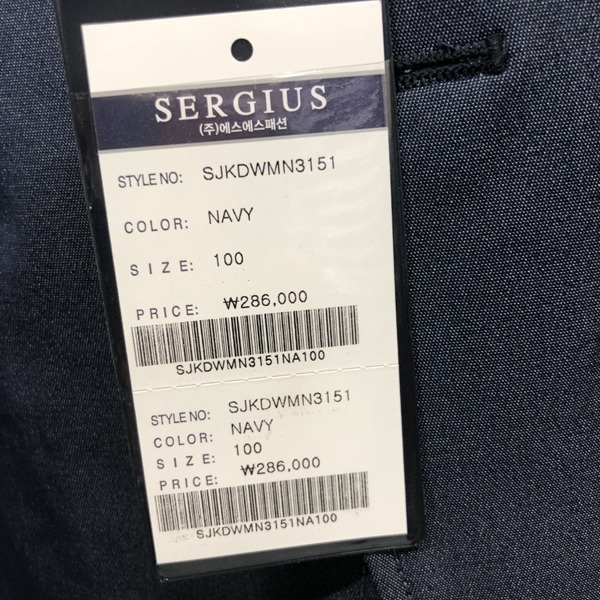 SERGIUS
(주)에스에스패션
STYLE NO: SJKDWMN3151
COLOR: NAVY
SIZE: 100
PRICE: ₩286,000
SJKDWMN3151NA100
STYLE NO: SJKDWMN3151
COLOR: NAVY
SIZE: 100
PRICE: ₩286,000
SJKDWMN3151NA100